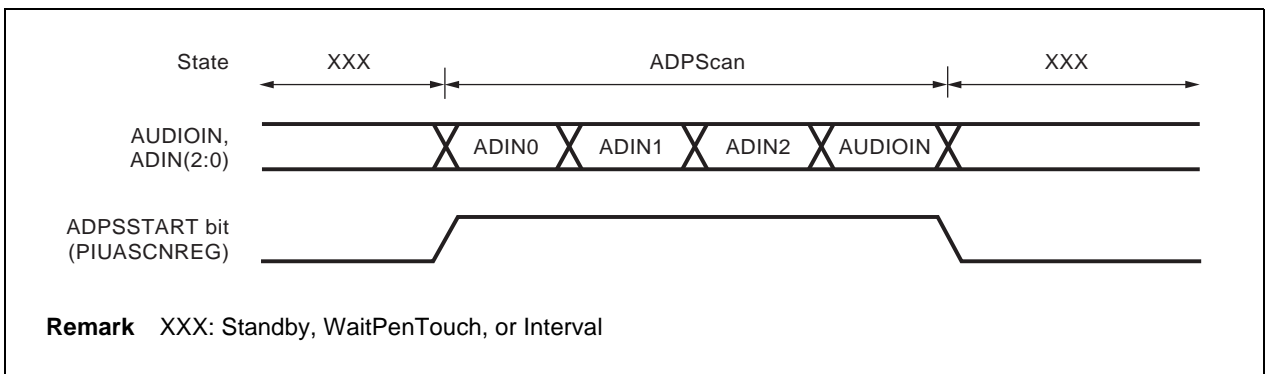 State XXX ADPScan XXX
AUDIOIN,
ADIN(2:0)
ADIN0 ADIN1 ADIN2 AUDIOIN
ADPSSTART bit
(PIUASCNREG)
Remark XXX: Standby, WaitPenTouch, or Interval